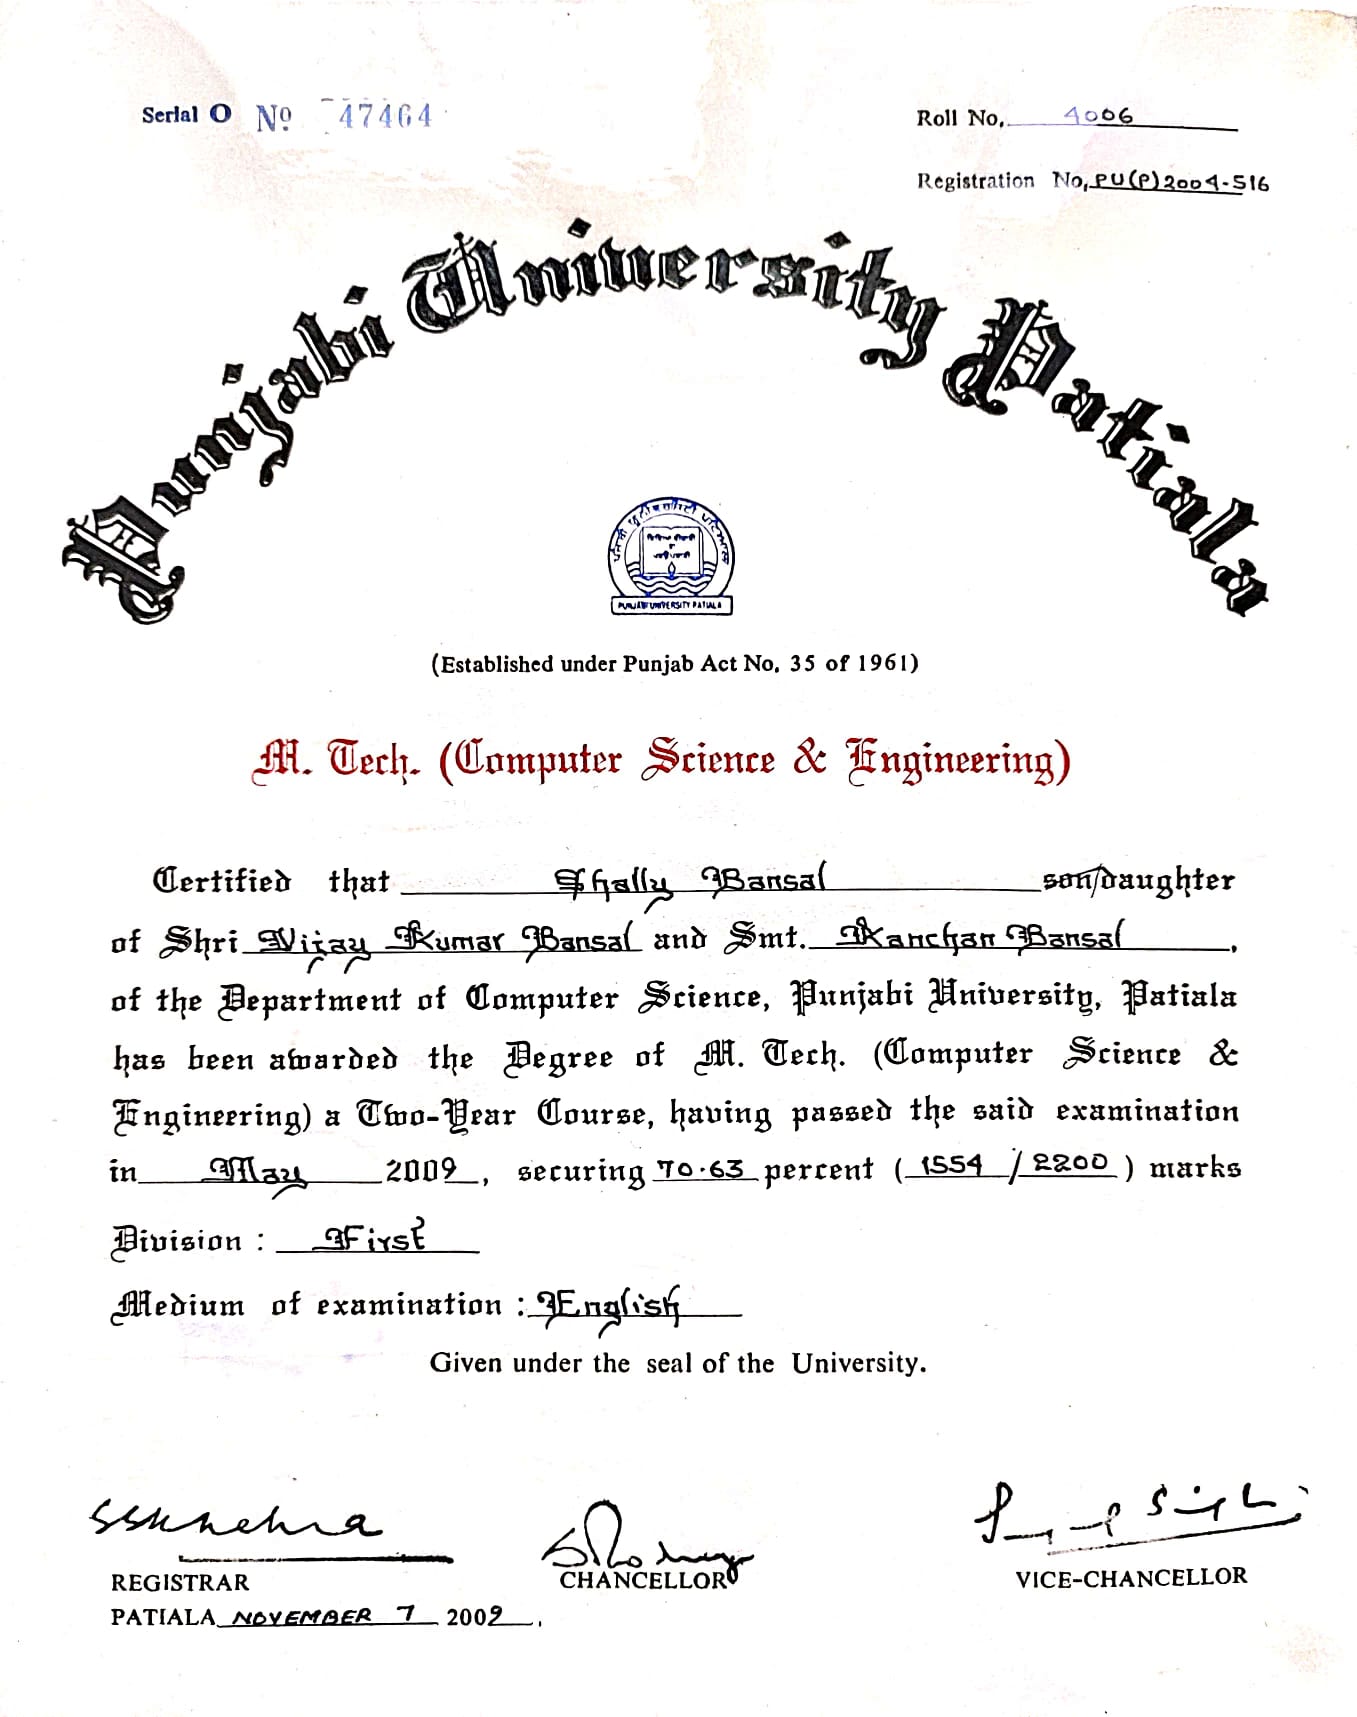 Serial O No 47464
Roll No. 4006
Registration No. PU(P)2004-516
Punjabi University Patiala
ਪੰਜਾਬੀ ਯੂਨੀਵਰਸਿਟੀ ਪਟਿਆਲਾ
PUNJABI UNIVERSITY PATIALA
(Established under Punjab Act No. 35 of 1961)
M. Tech. (Computer Science & Engineering)
Certified that Shally Bansal son/daughter
of Shri Vijay Kumar Bansal and Smt. Kanchan Bansal,
of the Department of Computer Science, Punjabi University, Patiala
has been awarded the Degree of M. Tech. (Computer Science &
Engineering) a Two-Year Course, having passed the said examination
in May 2009, securing 70.63 percent (1554/2200) marks
Division : First
Medium of examination : English
Given under the seal of the University.
REGISTRAR
CHANCELLOR
VICE-CHANCELLOR
PATIALA NOVEMBER 7 2009.